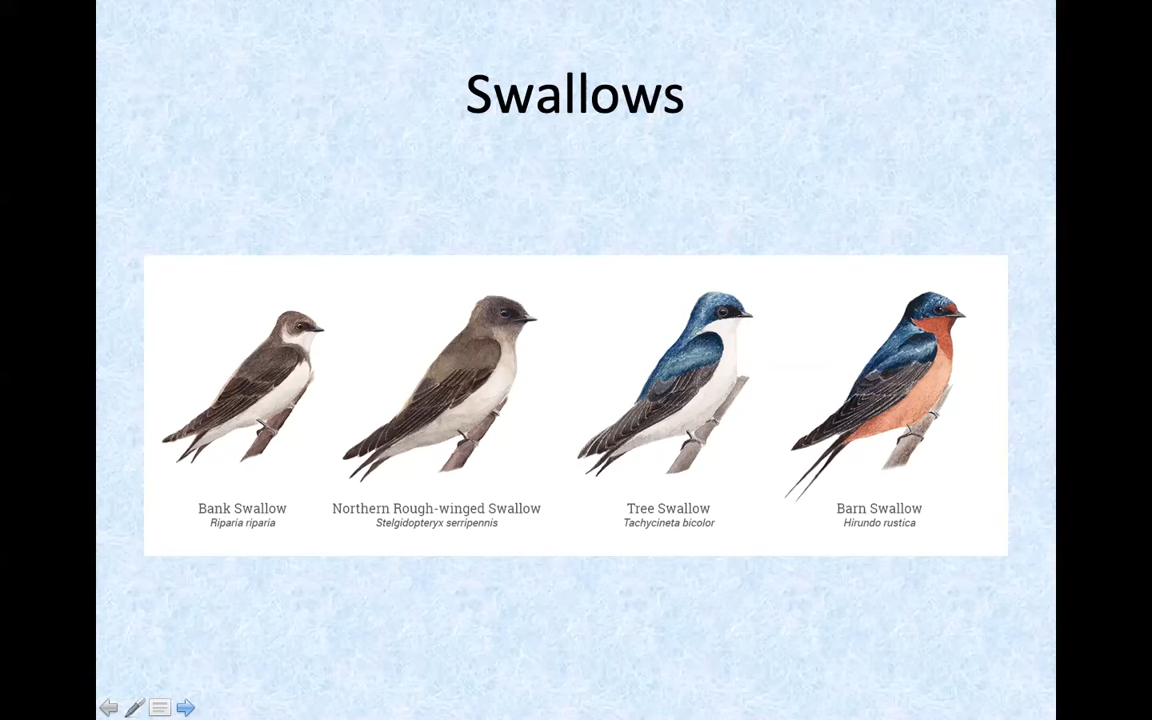 Swallows
Bank Swallow
Riparia riparia
Northern Rough-winged Swallow
Stelgidopteryx serripennis
Tree Swallow
Tachycineta bicolor
Barn Swallow
Hirundo rustica